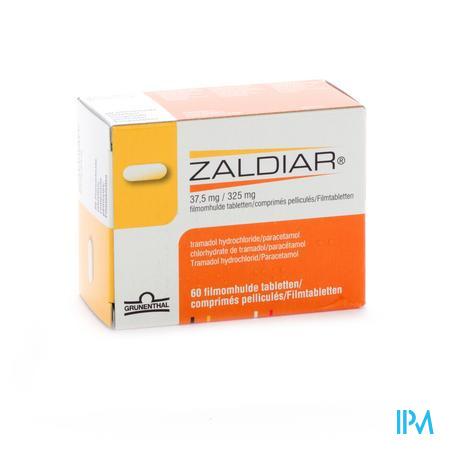 ZALDIAR®
37,5 mg / 325 mg
filmomhulde tabletten/comprimés pelliculés/Filmtabletten
tramadol hydrochloride/paracetamol
chlorhydrate de tramadol/paracétamol
Tramadol hydrochlorid/Paracetamol
60 filmomhulde tabletten/
comprimés pelliculés/Filmtabletten
GRUNENTHAL
IPM